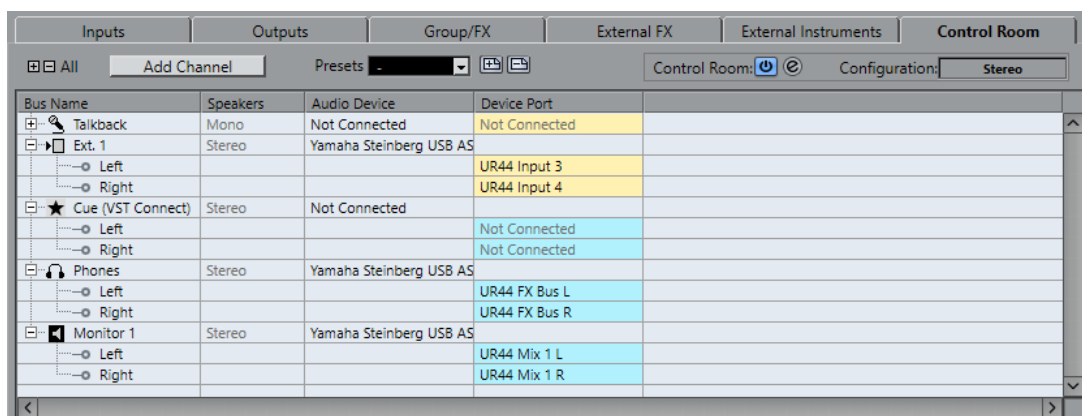 Inputs Outputs Group/FX External FX External Instruments Control Room
All Add Channel Presets - Control Room: e Configuration: Stereo
Bus Name Speakers Audio Device Device Port
Talkback Mono Not Connected Not Connected
Ext. 1 Stereo Yamaha Steinberg USB AS
Left UR44 Input 3
Right UR44 Input 4
Cue (VST Connect) Stereo Not Connected
Left Not Connected
Right Not Connected
Phones Stereo Yamaha Steinberg USB AS
Left UR44 FX Bus L
Right UR44 FX Bus R
Monitor 1 Stereo Yamaha Steinberg USB AS
Left UR44 Mix 1 L
Right UR44 Mix 1 R